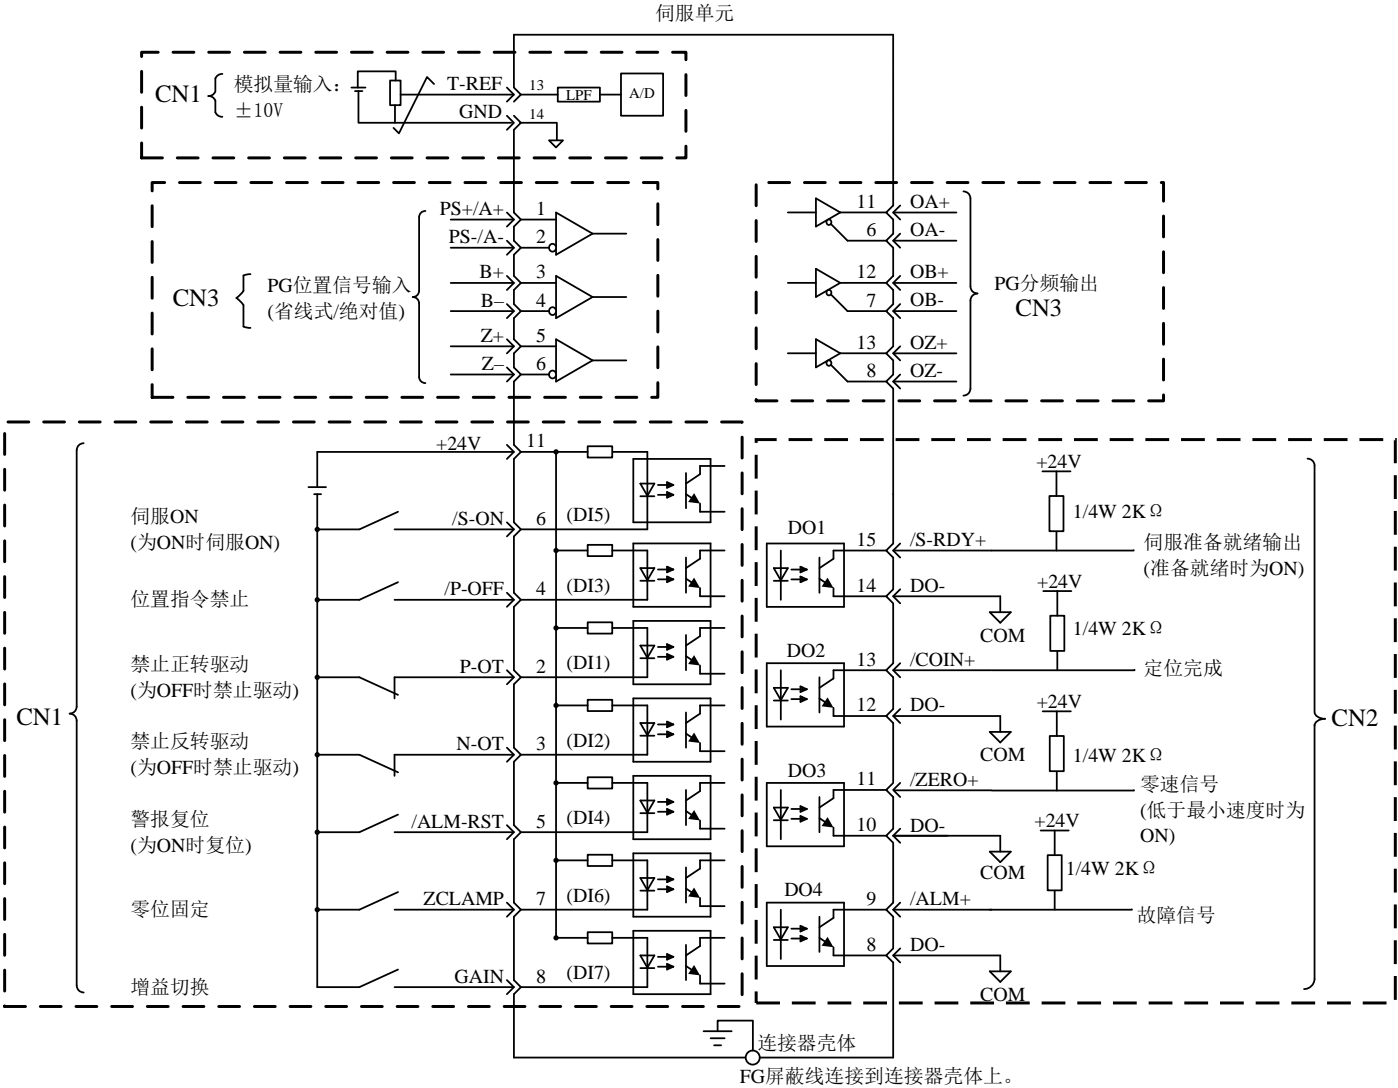 伺服单元
CN1
模拟量输入：
±10V
T-REF
13
LPF
A/D
GND
14
CN3
PG位置信号输入
(省线式/绝对值)
PS+/A+
1
PS-/A-
2
B+
3
B–
4
Z+
5
Z–
6
11
OA+
6
OA-
12
OB+
7
OB-
13
OZ+
8
OZ-
PG分频输出
CN3
CN1
+24V
11
伺服ON
(为ON时伺服ON)
/S-ON
6
(DI5)
位置指令禁止
/P-OFF
4
(DI3)
禁止正转驱动
(为OFF时禁止驱动)
P-OT
2
(DI1)
禁止反转驱动
(为OFF时禁止驱动)
N-OT
3
(DI2)
警报复位
(为ON时复位)
/ALM-RST
5
(DI4)
零位固定
ZCLAMP
7
(DI6)
增益切换
GAIN
8
(DI7)
+24V
1/4W 2KΩ
DO1
15
/S-RDY+
伺服准备就绪输出
(准备就绪时为ON)
14
DO-
COM
+24V
1/4W 2KΩ
DO2
13
/COIN+
定位完成
12
DO-
COM
+24V
1/4W 2KΩ
DO3
11
/ZERO+
零速信号
(低于最小速度时为
ON)
10
DO-
COM
+24V
1/4W 2KΩ
DO4
9
/ALM+
故障信号
8
DO-
COM
CN2
连接器壳体
FG屏蔽线连接到连接器壳体上。